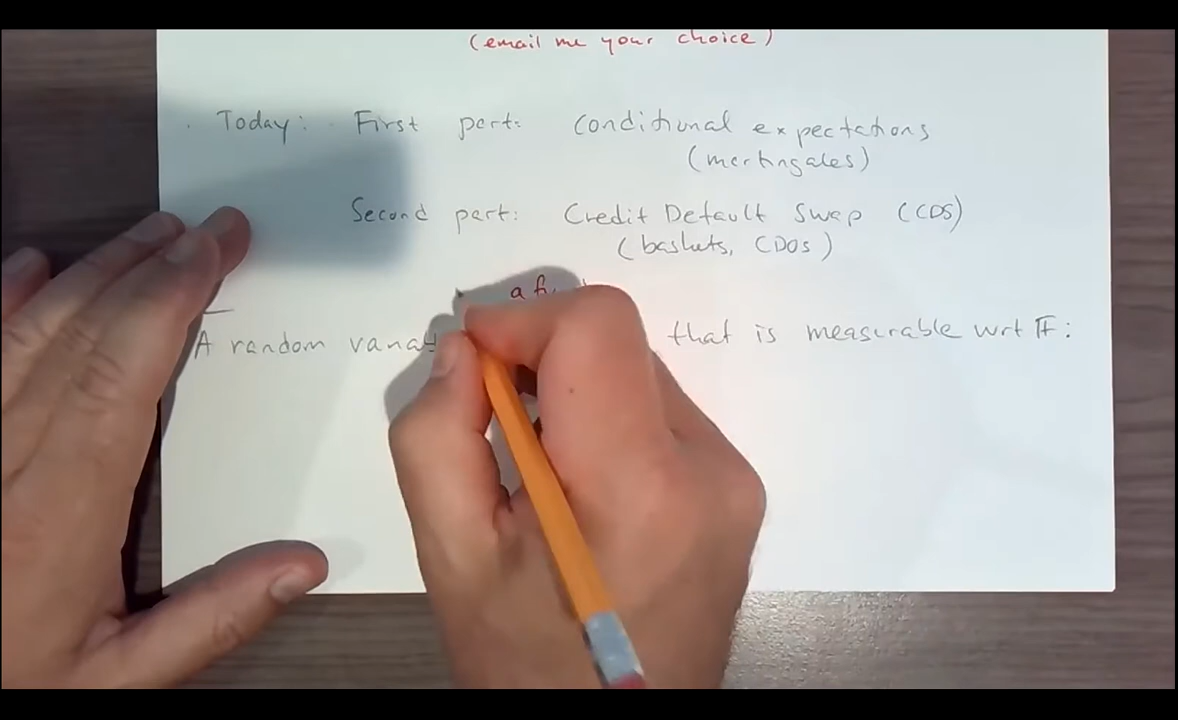 (email me your choice)
Today: First part: Conditional expectations
(martingales)
Second part: Credit Default Swap (CDS)
(baskets, CDOs)
a
A random that is measurable wrt F: